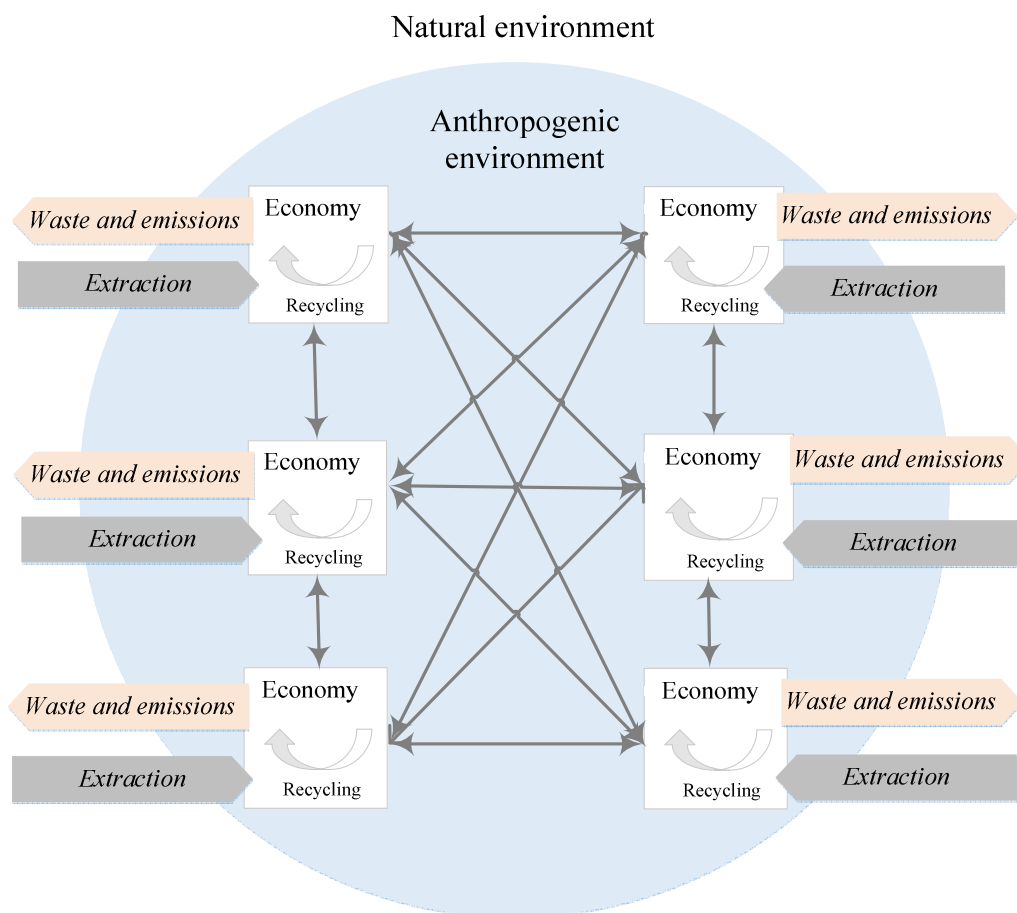 Natural environment
Anthropogenic
environment
Waste and emissions
Extraction
Economy
Recycling
Economy
Recycling
Waste and emissions
Extraction
Waste and emissions
Extraction
Economy
Recycling
Economy
Recycling
Waste and emissions
Extraction
Waste and emissions
Extraction
Economy
Recycling
Economy
Recycling
Waste and emissions
Extraction